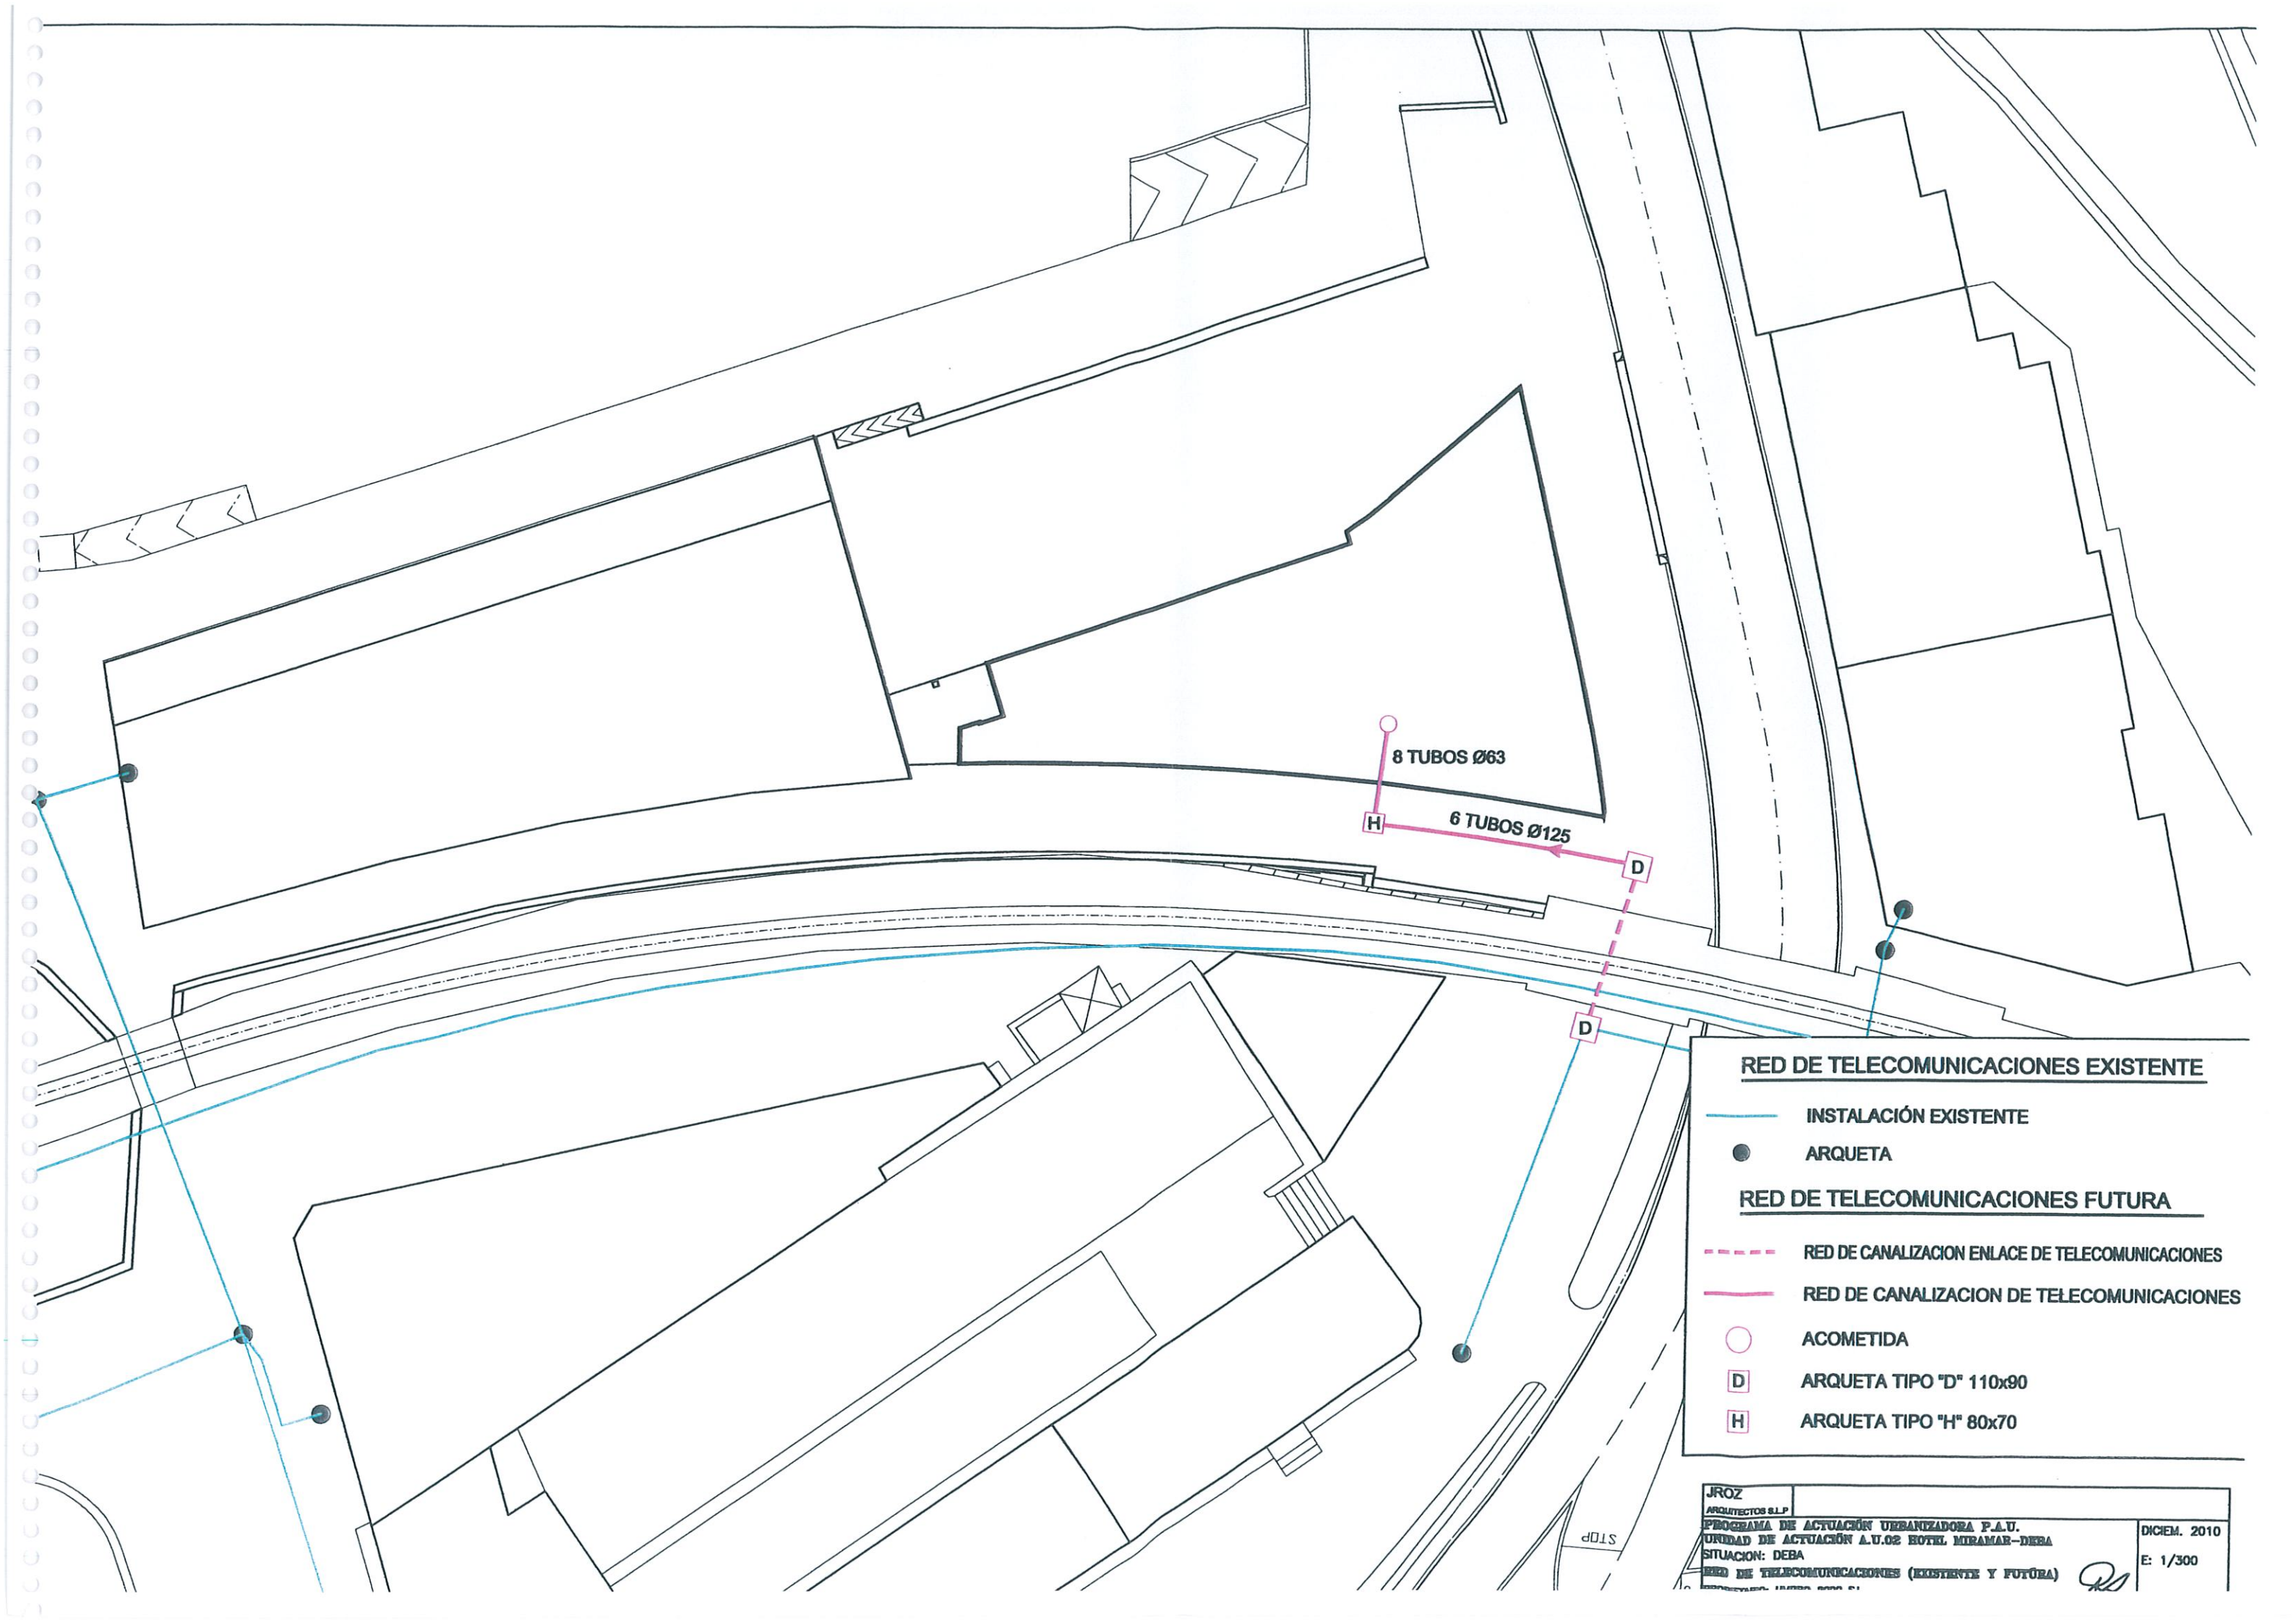 8 TUBOS Ø63
H
6 TUBOS Ø125
D
D
RED DE TELECOMUNICACIONES EXISTENTE
INSTALACIÓN EXISTENTE
ARQUETA
RED DE TELECOMUNICACIONES FUTURA
RED DE CANALIZACION ENLACE DE TELECOMUNICACIONES
RED DE CANALIZACION DE TELECOMUNICACIONES
ACOMETIDA
D ARQUETA TIPO "D" 110x90
H ARQUETA TIPO "H" 80x70
STOP
JROZ
ARQUITECTOS S.L.P
PROGRAMA DE ACTUACIÓN URBANIZADORA P.A.U.
UNIDAD DE ACTUACIÓN A.U.02 HOTEL MIRAMAR-DEBA
SITUACION: DEBA
RED DE TELECOMUNICACIONES (EXISTENTE Y FUTURA)
DICIEM. 2010
E: 1/300